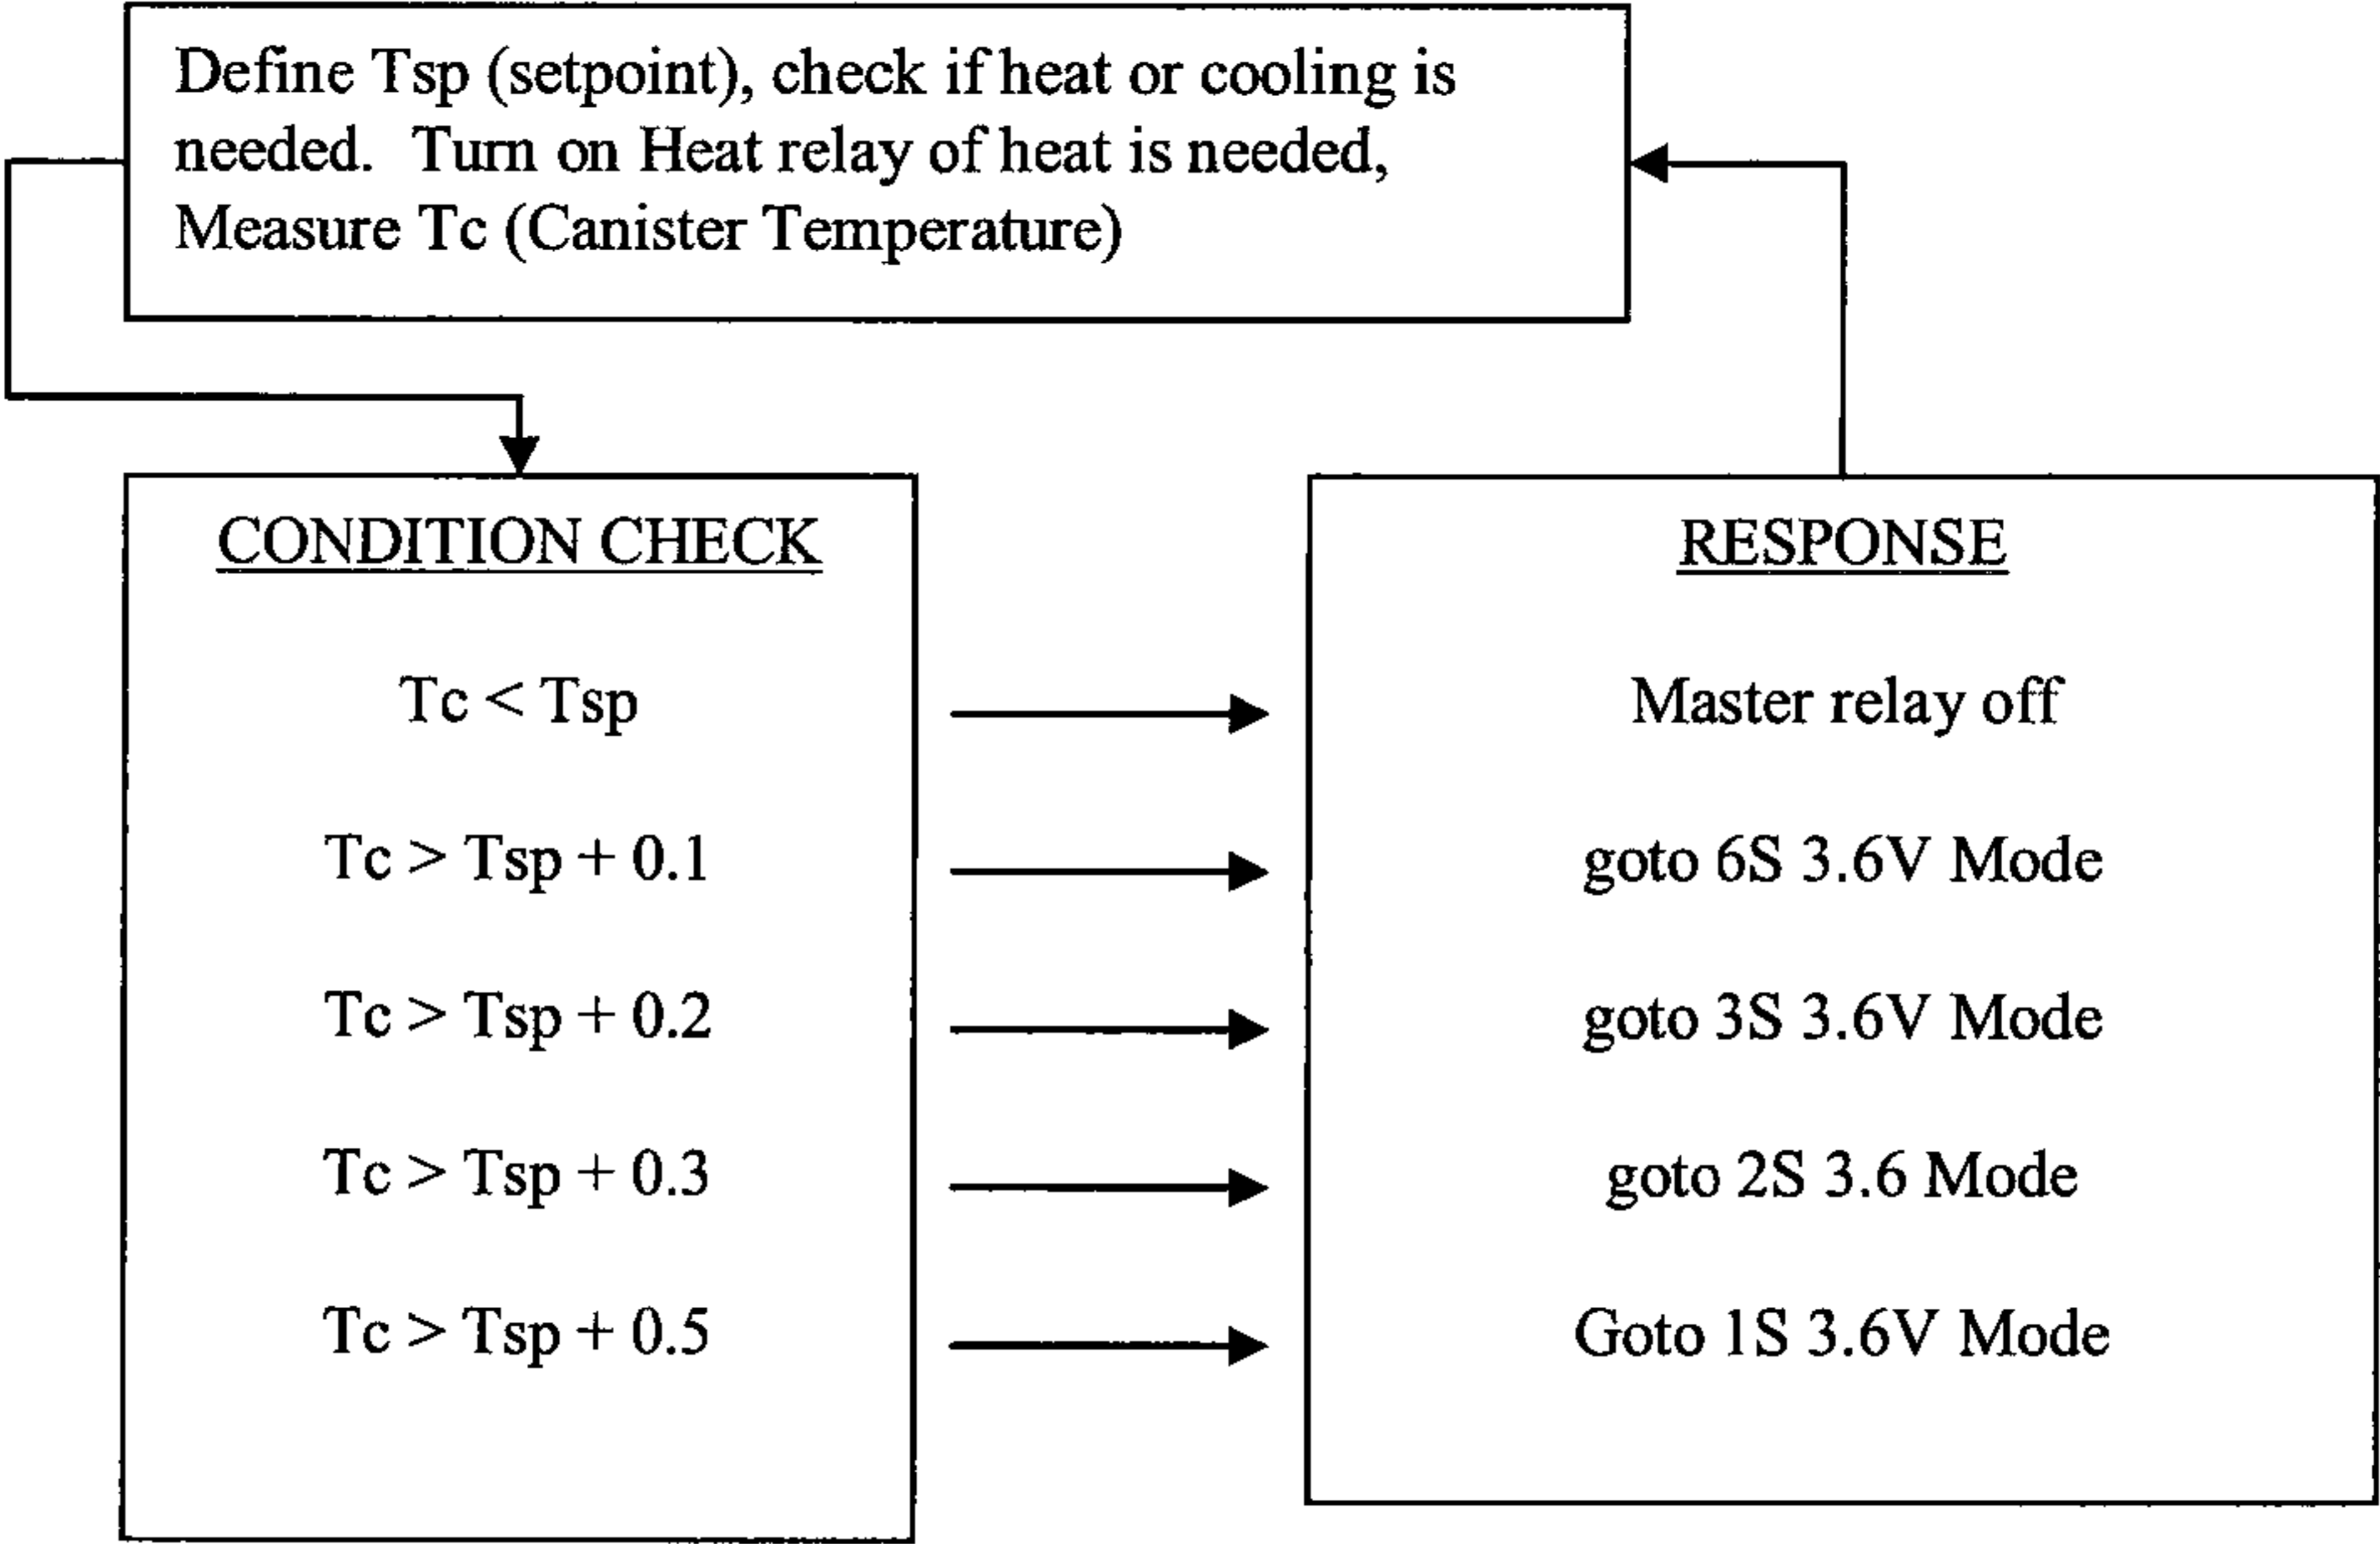 Define Tsp (setpoint), check if heat or cooling is
needed. Turn on Heat relay of heat is needed,
Measure Tc (Canister Temperature)
CONDITION CHECK
Tc < Tsp
Tc > Tsp + 0.1
Tc > Tsp + 0.2
Tc > Tsp + 0.3
Tc > Tsp + 0.5
RESPONSE
Master relay off
goto 6S 3.6V Mode
goto 3S 3.6V Mode
goto 2S 3.6 Mode
Goto 1S 3.6V Mode